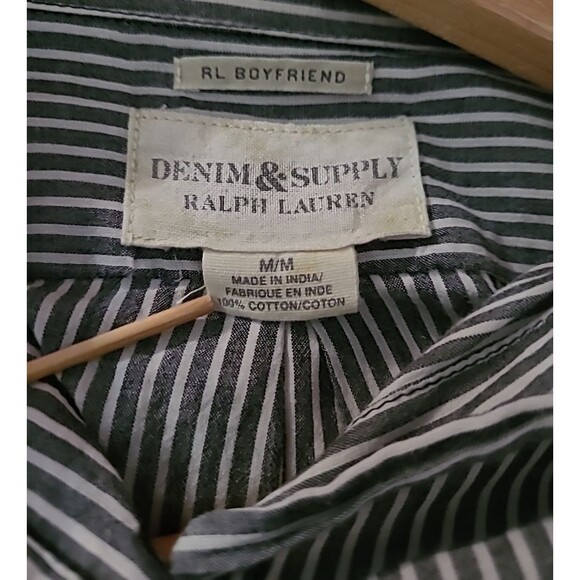 RL BOYFRIEND
DENIM & SUPPLY
RALPH LAUREN
M/M
MADE IN INDIA/
FABRIQUE EN INDE
100% COTTON/COTON